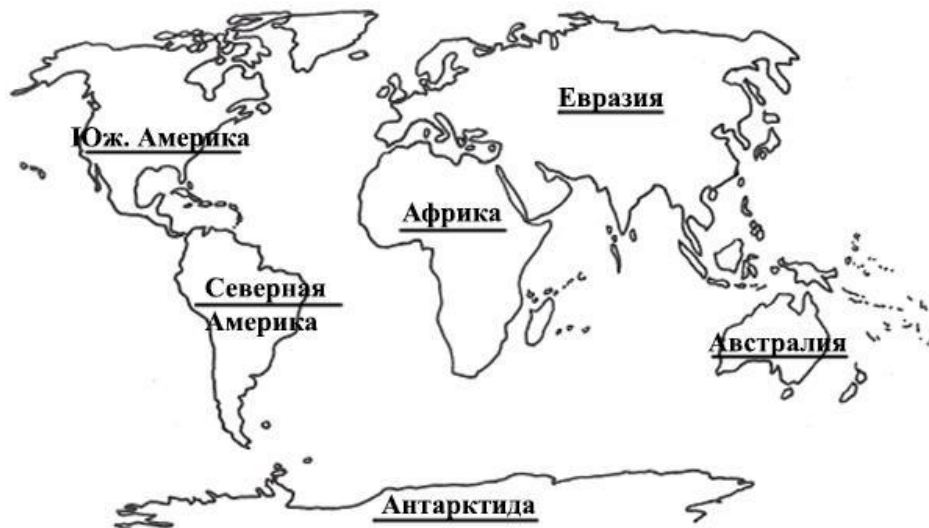 Евразия
Юж. Америка
Африка
Северная
Америка
Австралия
Антарктида